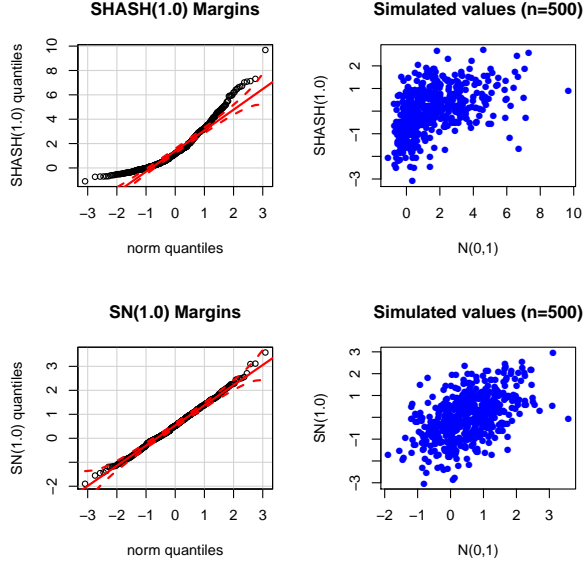 SHASH(1.0) Margins
SHASH(1.0) quantiles
10
8
6
4
2
0
−3 −2 −1 0 1 2 3
norm quantiles
Simulated values (n=500)
SHASH(1.0)
2
1
−1
−3
0 2 4 6 8 10
N(0,1)
SN(1.0) Margins
SN(1.0) quantiles
3
2
1
0
−2
−3 −2 −1 0 1 2 3
norm quantiles
Simulated values (n=500)
SN(1.0)
3
2
1
0
−1
−3
−2 −1 0 1 2 3
N(0,1)